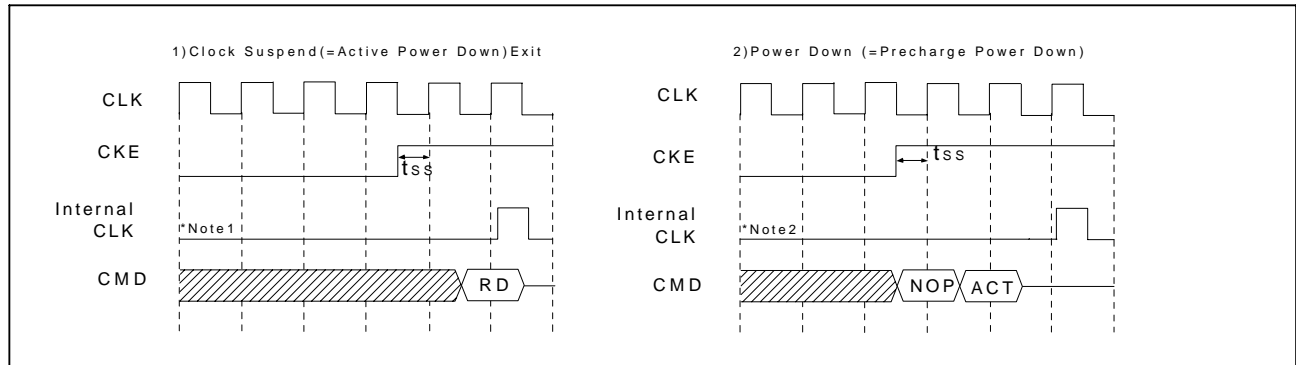 1)Clock Suspend(=Active Power Down)Exit
CLK
CKE
tss
Internal
CLK
*Note1
CMD
RD
2)Power Down (=Precharge Power Down)
CLK
CKE
tss
Internal
CLK
*Note2
CMD
NOP
ACT